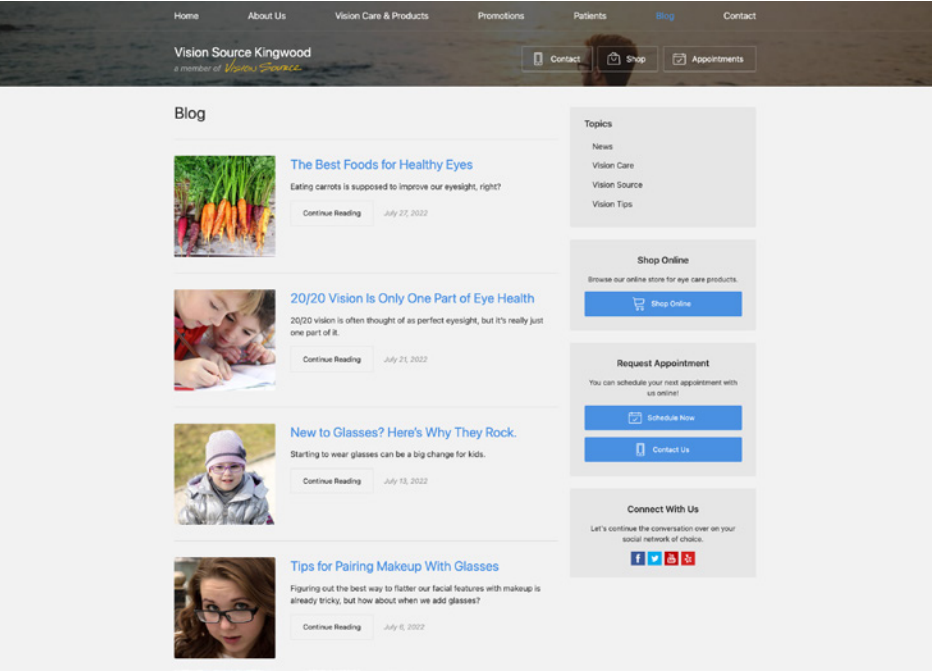 Home About Us Vision Care & Products Promotions Patients Blog Contact
Vision Source Kingwood
a member of Vision Source
Contact Shop Appointments
Blog
The Best Foods for Healthy Eyes
Eating carrots is supposed to improve our eyesight, right?
Continue Reading July 27, 2022
20/20 Vision Is Only One Part of Eye Health
20/20 vision is often thought of as perfect eyesight, but it's really just
one part of it.
Continue Reading July 21, 2022
New to Glasses? Here's Why They Rock.
Starting to wear glasses can be a big change for kids.
Continue Reading July 13, 2022
Tips for Pairing Makeup With Glasses
Figuring out the best way to flatter our facial features with makeup is
already tricky, but how about when we add glasses?
Continue Reading July 6, 2022
Topics
News
Vision Care
Vision Source
Vision Tips
Shop Online
Browse our online store for eye care products.
Shop Online
Request Appointment
You can schedule your next appointment with
us online!
Schedule Now
Contact Us
Connect With Us
Let's continue the conversation over on your
social network of choice.